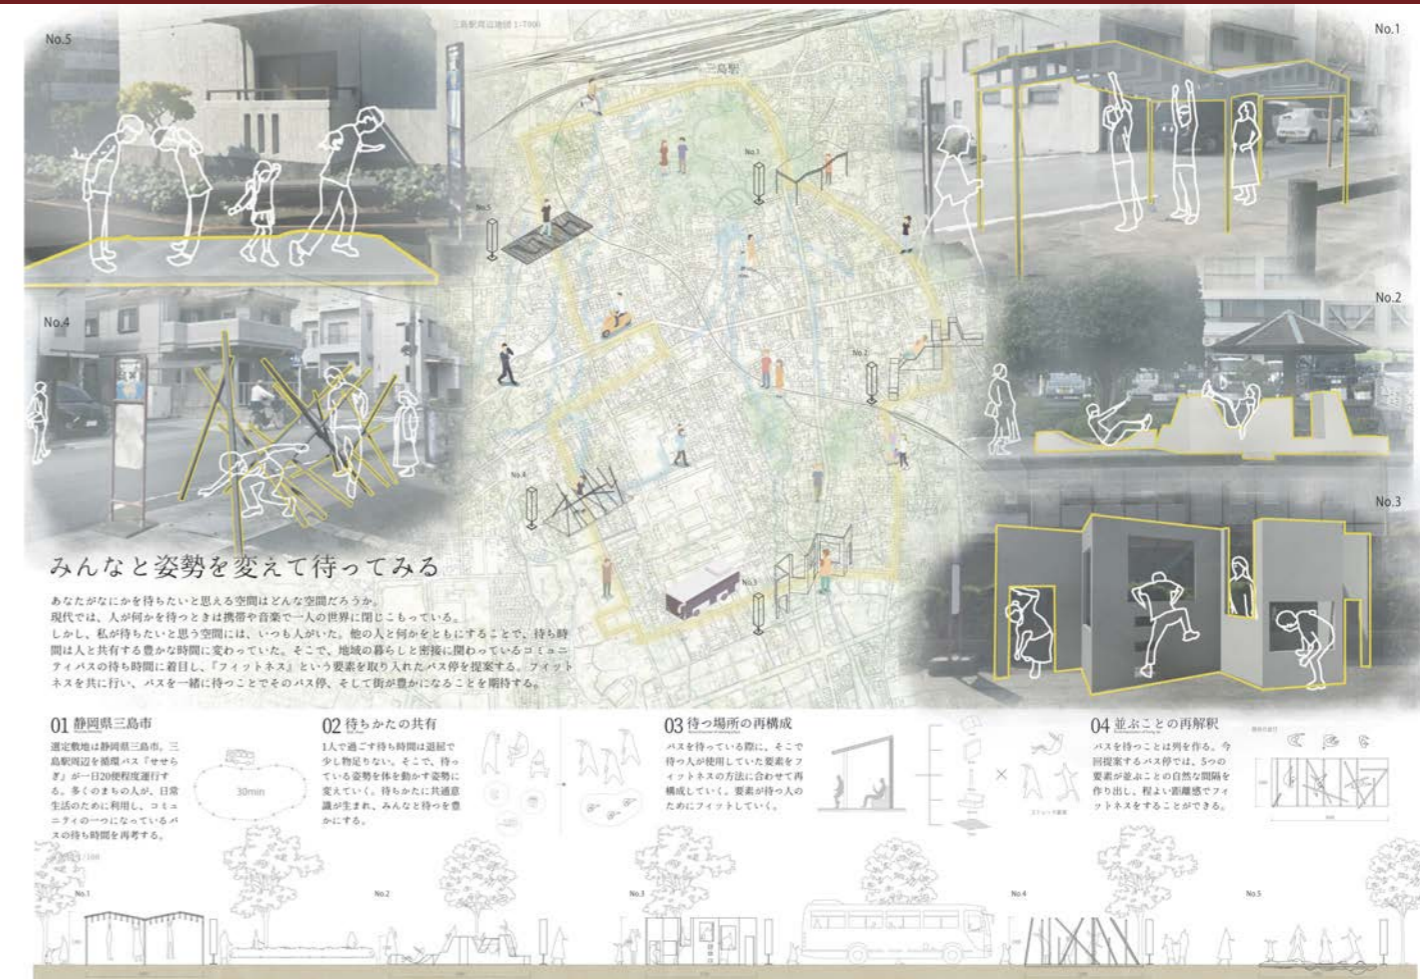 No.5
三島駅周辺地図 1:7000
三島駅
No.1
No.1
No.5
No.2
No.4
No.2
No.4
No.3
No.3
みんなと姿勢を変えて待ってみる
あなたがなにかを待ちたいと思える空間はどんな空間だろうか。
現代では、人が何かを待つときは携帯や音楽で一人の世界に閉じこもっている。
しかし、私が待ちたいと思う空間には、いつも人がいた。他の人と何かをともにすることで、待ち時
間は人と共有する豊かな時間に変わっていた。そこで、地域の暮らしと密接に関わっているコミュニ
ティバスの待ち時間に着目し、『フィットネス』という要素を取り入れたバス停を提案する。フィット
ネスを共に行い、バスを一緒に待つことでそのバス停、そして街が豊かになることを期待する。
01 静岡県三島市
選定敷地は静岡県三島市。三
島駅周辺を循環バス『せせら
ぎ』が一日20便程度運行す
る。多くのまちの人が、日常
生活のために利用し、コミュ
ニティの一つになっているバ
スの待ち時間を再考する。
30min
02 待ちかたの共有
1人で過ごす待ち時間は退屈で
少し物足りない。そこで、待っ
ている姿勢を体を動かす姿勢に
変えていく。待ちかたに共通意
識が生まれ、みんなと待つを豊
かにする。
03 待つ場所の再構成
バスを待っている際に、そこで
待つ人が使用していた要素をフ
ィットネスの方法に合わせて再
構成していく。要素が待つ人の
ためにフィットしていく。
04 並ぶことの再解釈
バスを待つことは列を作る。今
回提案するバス停では、5つの
要素が並ぶことの自然な間隔を
作り出し、程よい距離感でフィ
ットネスをすることができる。
No.1
No.2
No.3
No.4
No.5